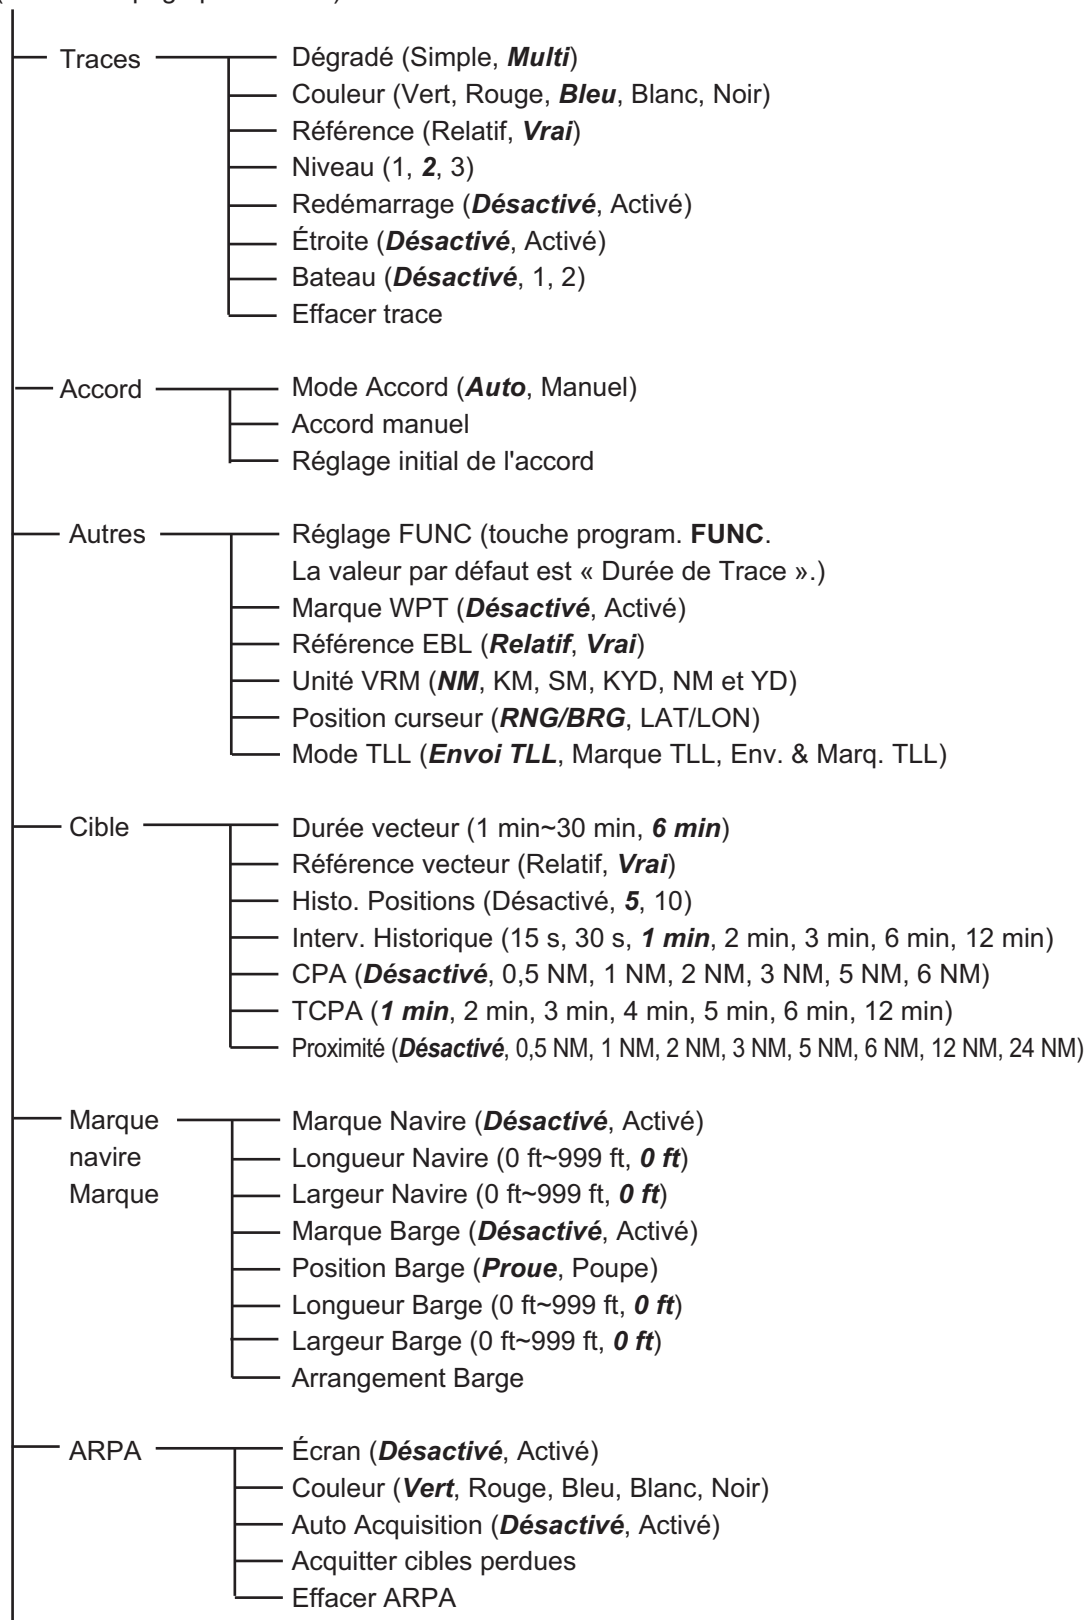 Traces
Dégradé (Simple, Multi)
Couleur (Vert, Rouge, Bleu, Blanc, Noir)
Référence (Relatif, Vrai)
Niveau (1, 2, 3)
Redémarrage (Désactivé, Activé)
Étroite (Désactivé, Activé)
Bateau (Désactivé, 1, 2)
Effacer trace
Accord
Mode Accord (Auto, Manuel)
Accord manuel
Réglage initial de l'accord
Autres
Réglage FUNC (touche program. FUNC.
La valeur par défaut est « Durée de Trace ».)
Marque WPT (Désactivé, Activé)
Référence EBL (Relatif, Vrai)
Unité VRM (NM, KM, SM, KYD, NM et YD)
Position curseur (RNG/BRG, LAT/LON)
Mode TLL (Envoi TLL, Marque TLL, Env. & Marq. TLL)
Cible
Durée vecteur (1 min~30 min, 6 min)
Référence vecteur (Relatif, Vrai)
Histo. Positions (Désactivé, 5, 10)
Interv. Historique (15 s, 30 s, 1 min, 2 min, 3 min, 6 min, 12 min)
CPA (Désactivé, 0,5 NM, 1 NM, 2 NM, 3 NM, 5 NM, 6 NM)
TCPA (1 min, 2 min, 3 min, 4 min, 5 min, 6 min, 12 min)
Proximité (Désactivé, 0,5 NM, 1 NM, 2 NM, 3 NM, 5 NM, 6 NM, 12 NM, 24 NM)
Marque
navire
Marque
Marque Navire (Désactivé, Activé)
Longueur Navire (0 ft~999 ft, 0 ft)
Largeur Navire (0 ft~999 ft, 0 ft)
Marque Barge (Désactivé, Activé)
Position Barge (Proue, Poupe)
Longueur Barge (0 ft~999 ft, 0 ft)
Largeur Barge (0 ft~999 ft, 0 ft)
Arrangement Barge
ARPA
Écran (Désactivé, Activé)
Couleur (Vert, Rouge, Bleu, Blanc, Noir)
Auto Acquisition (Désactivé, Activé)
Acquitter cibles perdues
Effacer ARPA